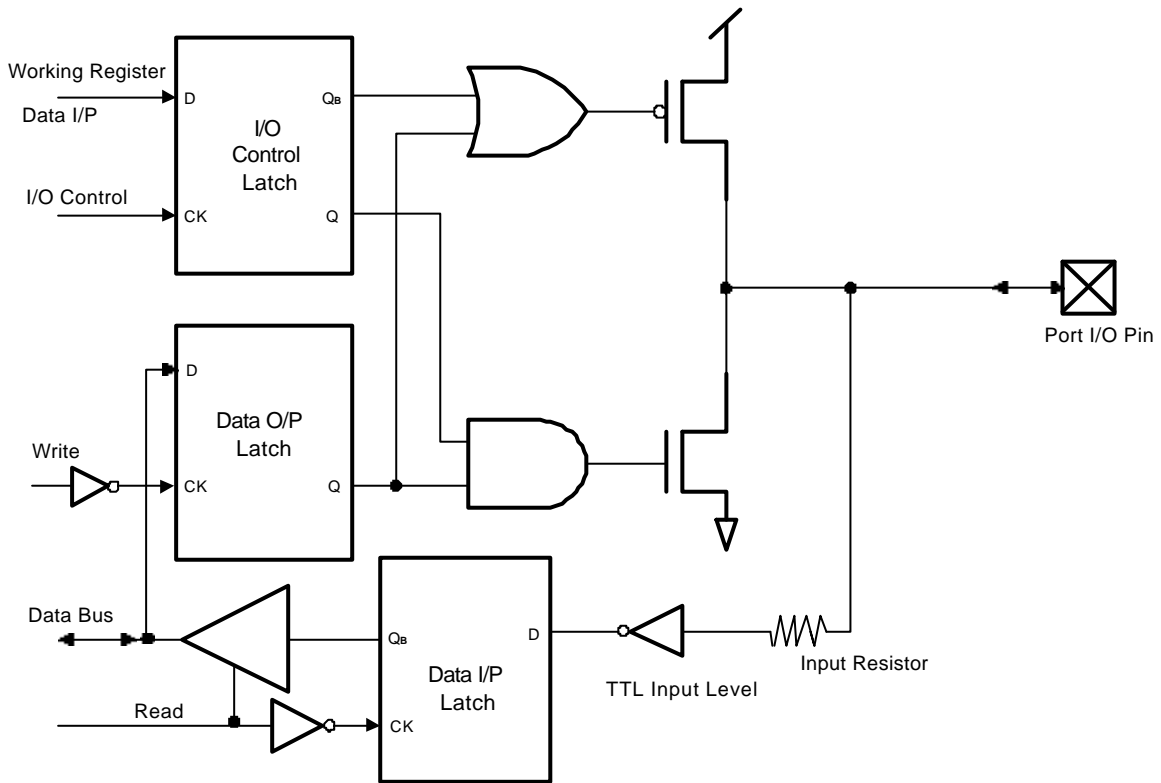 Working Register
Data I/P
D
QB
I/O
Control
Latch
I/O Control
CK
Q
D
Data O/P
Latch
Write
CK
Q
Port I/O Pin
Data Bus
QB
D
Data I/P
Latch
TTL Input Level
Input Resistor
Read
CK